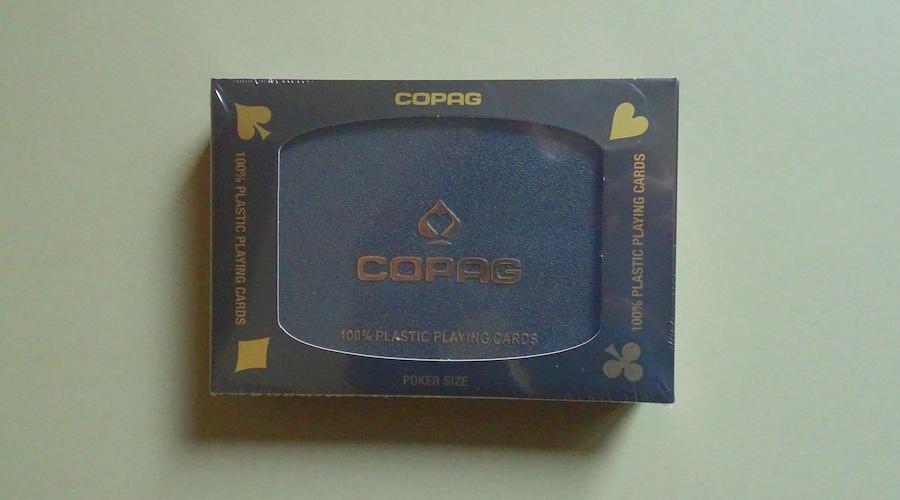 COPAG
100% PLASTIC PLAYING CARDS
100% PLASTIC PLAYING CARDS
COPAG
100% PLASTIC PLAYING CARDS
POKER SIZE